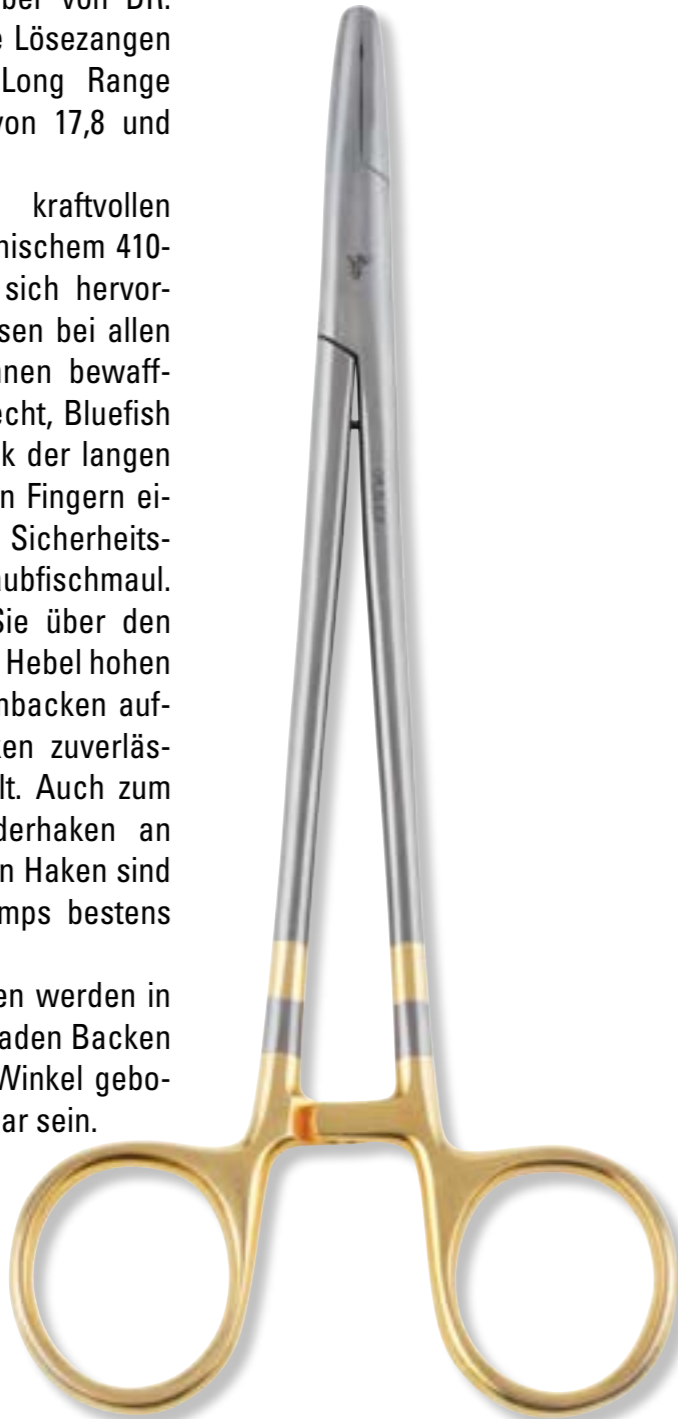 ber von DR.
e Lösezangen
Long Range
von 17,8 und
kraftvollen
nischem 410-
sich hervor-
sen bei allen
nnen bewaff-
echt, Bluefish
k der langen
n Fingern ei-
Sicherheits-
ubfischmaul.
Sie über den
Hebel hohen
nbacken auf-
ken zuverläs-
lt. Auch zum
derhaken an
n Haken sind
mps bestens
en werden in
aden Backen
Winkel gebo-
ar sein.